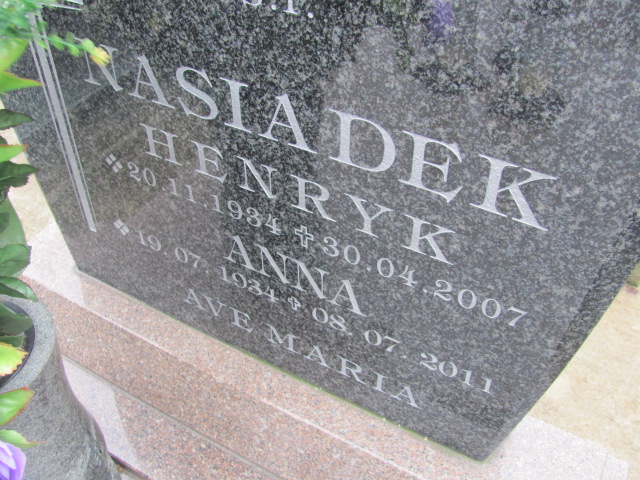 Ś.P.
NASIADEK
HENRYK
20.11.1934 ✝ 30.04.2007
ANNA
19.07.1934 ✝ 08.07.2011
AVE MARIA